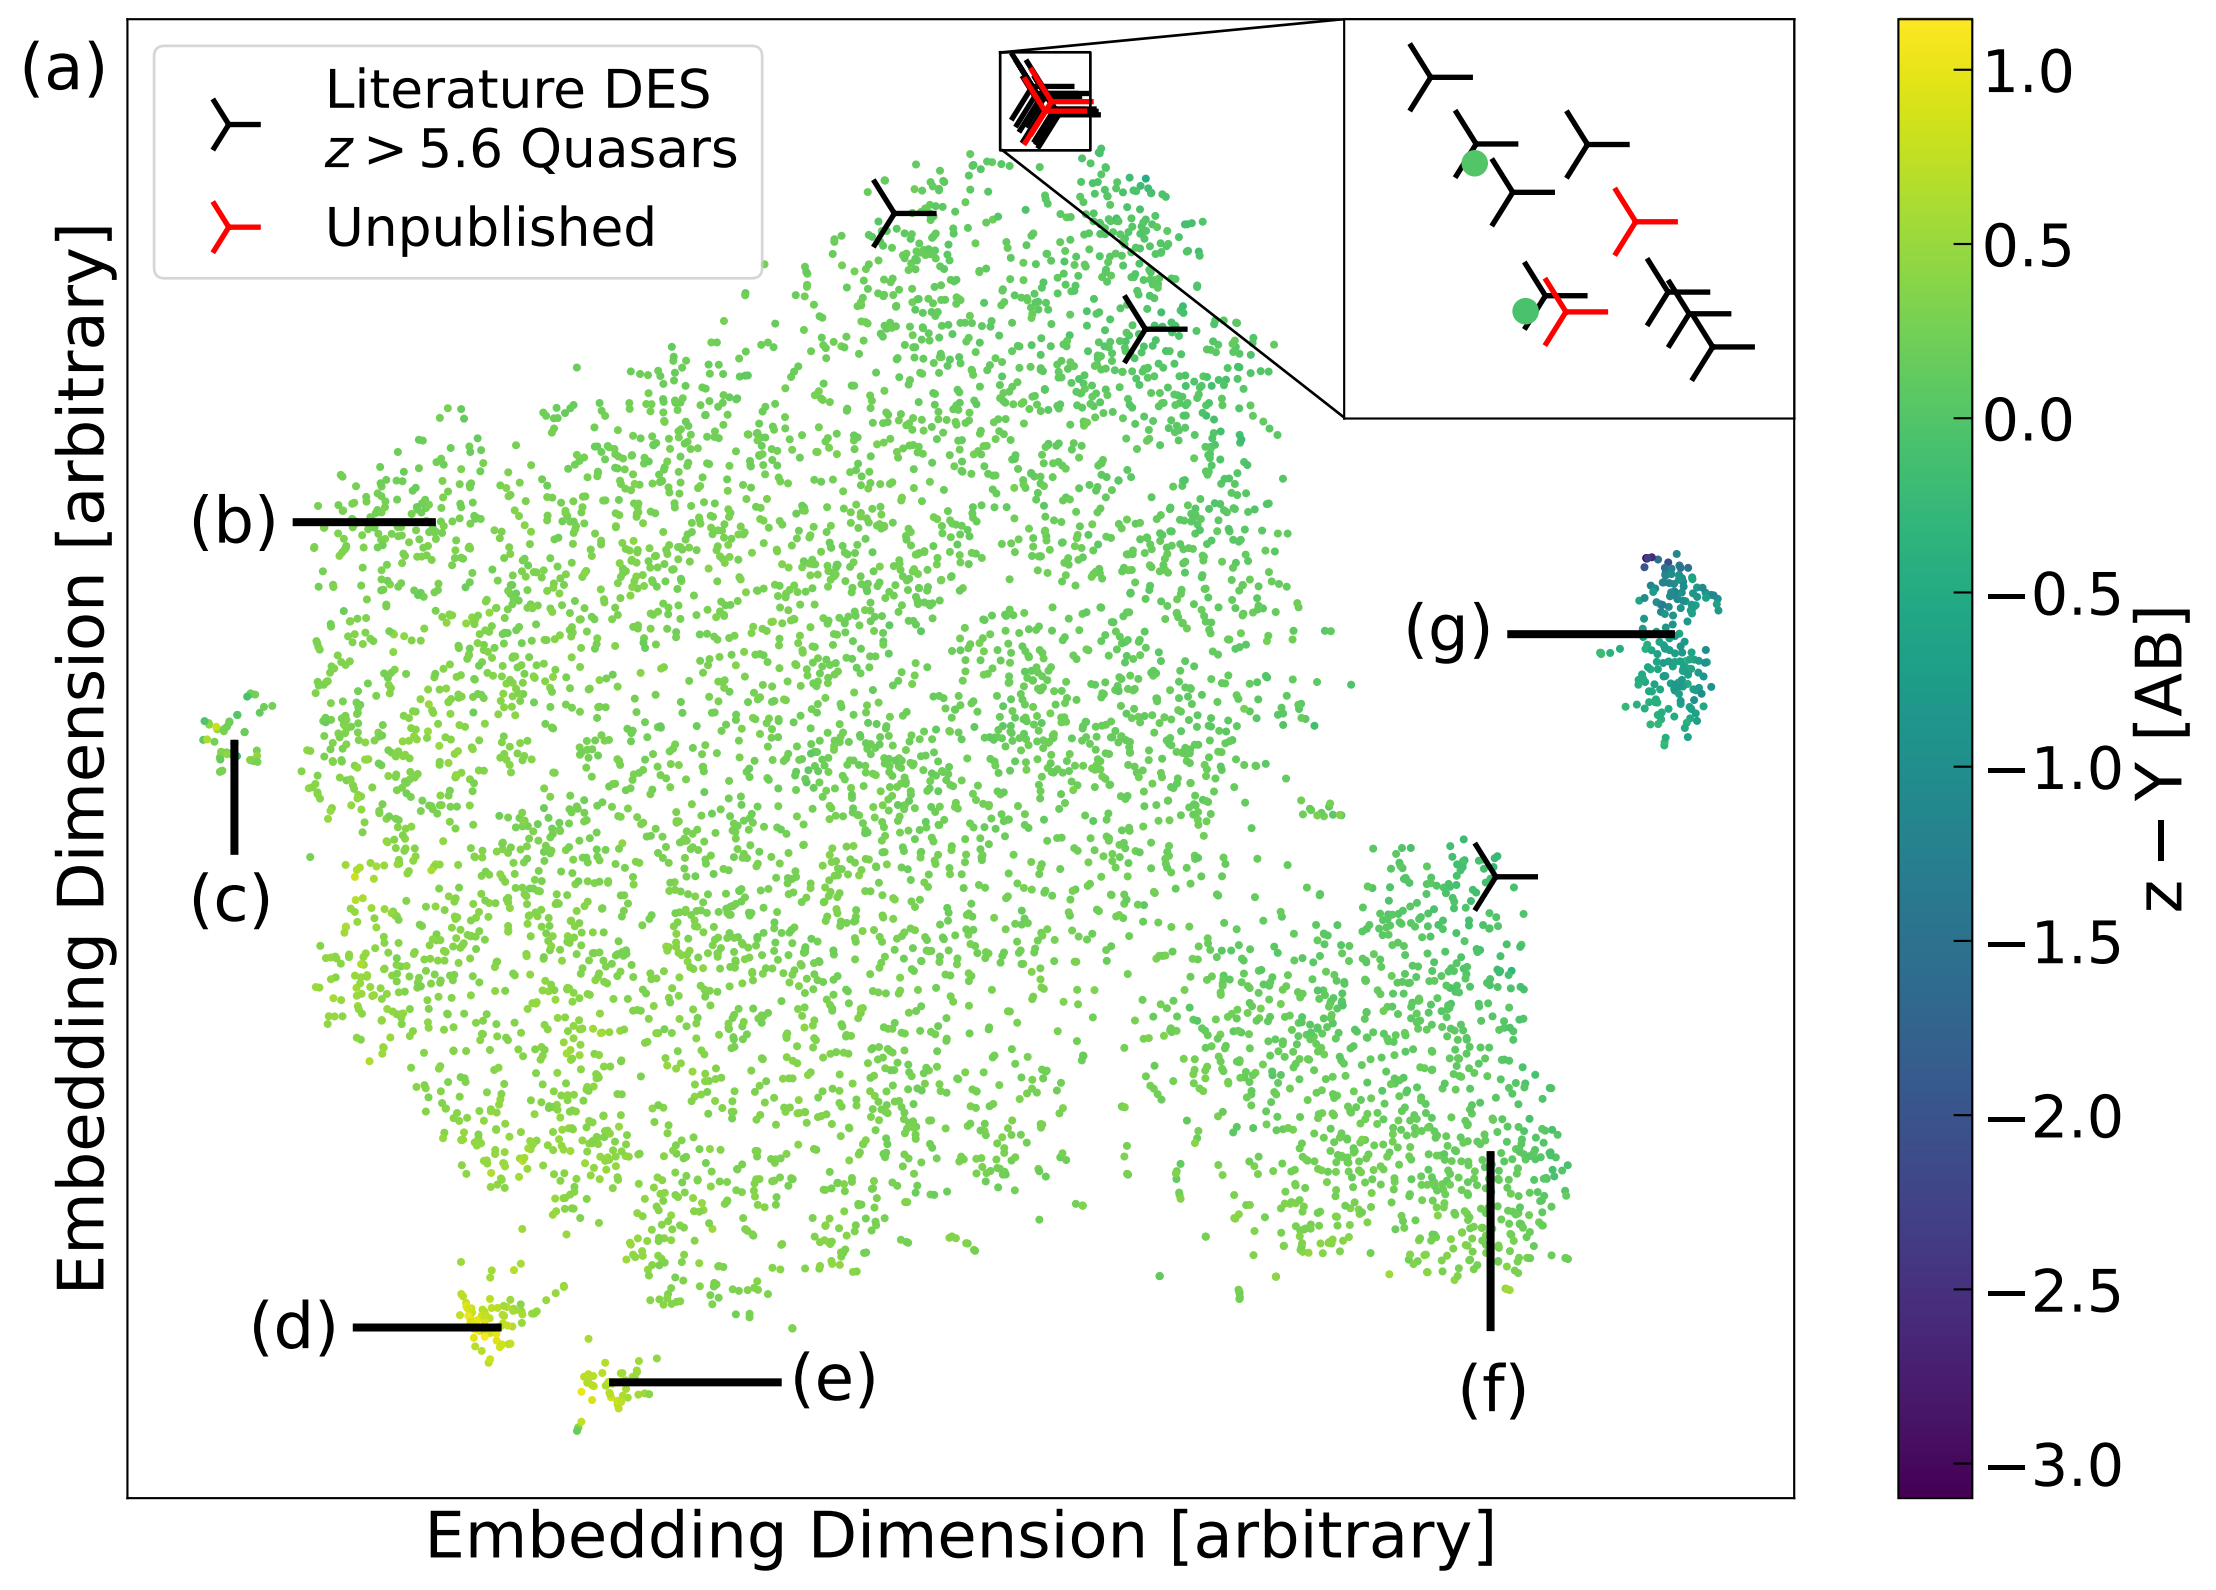 (a)
Literature DES
z > 5.6 Quasars
Unpublished
(b)
(c)
(d)
(e)
(f)
(g)
Embedding Dimension [arbitrary]
Embedding Dimension [arbitrary]
1.0
0.5
0.0
−0.5
−1.0
−1.5
−2.0
−2.5
−3.0
z − Y [AB]